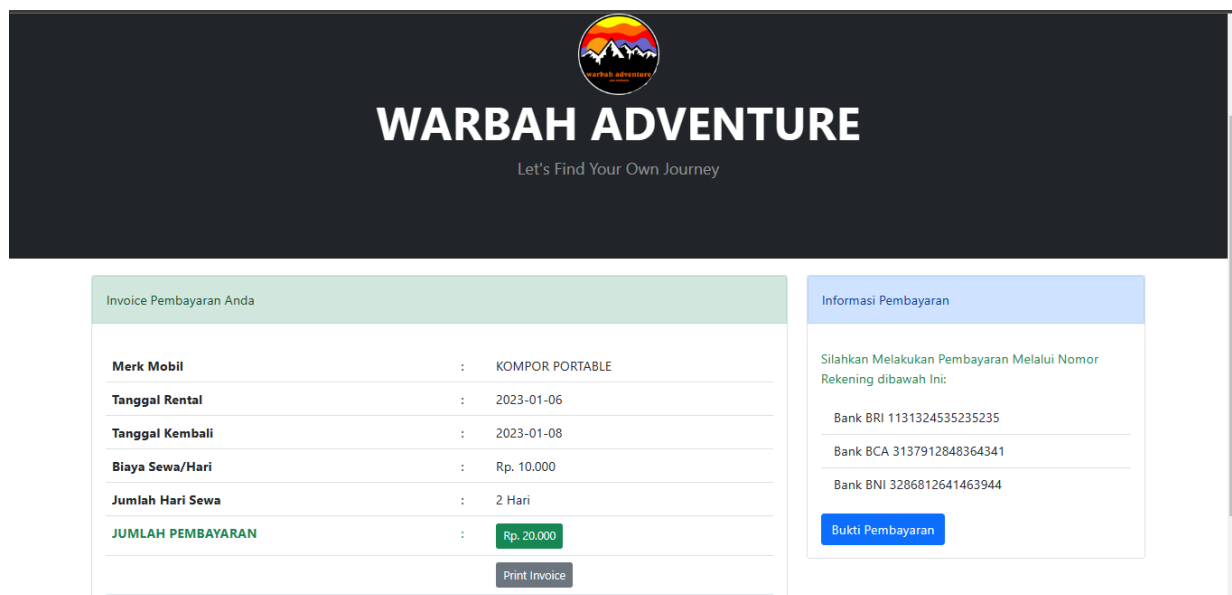 warbah adventure
WARBAH ADVENTURE
Let's Find Your Own Journey
Invoice Pembayaran Anda
Merk Mobil : KOMPOR PORTABLE
Tanggal Rental : 2023-01-06
Tanggal Kembali : 2023-01-08
Biaya Sewa/Hari : Rp. 10.000
Jumlah Hari Sewa : 2 Hari
JUMLAH PEMBAYARAN : Rp. 20.000
Print Invoice
Informasi Pembayaran
Silahkan Melakukan Pembayaran Melalui Nomor
Rekening dibawah Ini:
Bank BRI 1131324535235235
Bank BCA 3137912848364341
Bank BNI 3286812641463944
Bukti Pembayaran